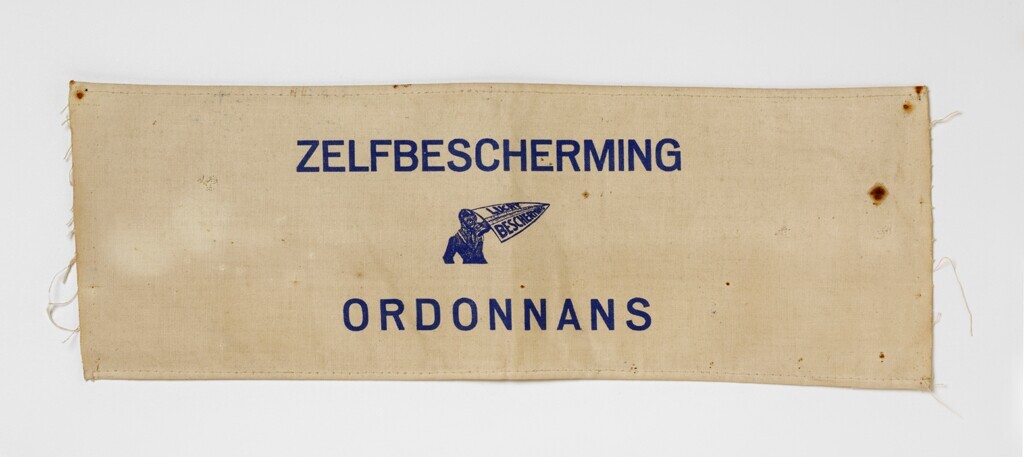 ZELFBESCHERMING
LUCHT
BESCHERMING
ORDONNANS